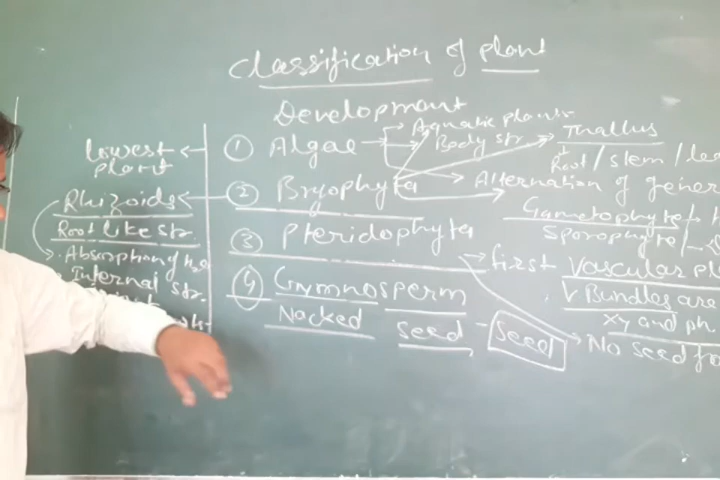 Classification of plant
Development
lowest plant
① Algae
Aquatic plants
Body str
Thallus
Root / stem / lea
Rhizoids
② Bryophyta
Alternation of gener
Root like str.
Gametophyte
Sporophyte
Absorption of H2O
Internal str.
③ Pteridophyta
first Vascular pl
V Bundles are
xy and ph.
No seed fo
④ Gymnosperm
Nacked seed - Seed